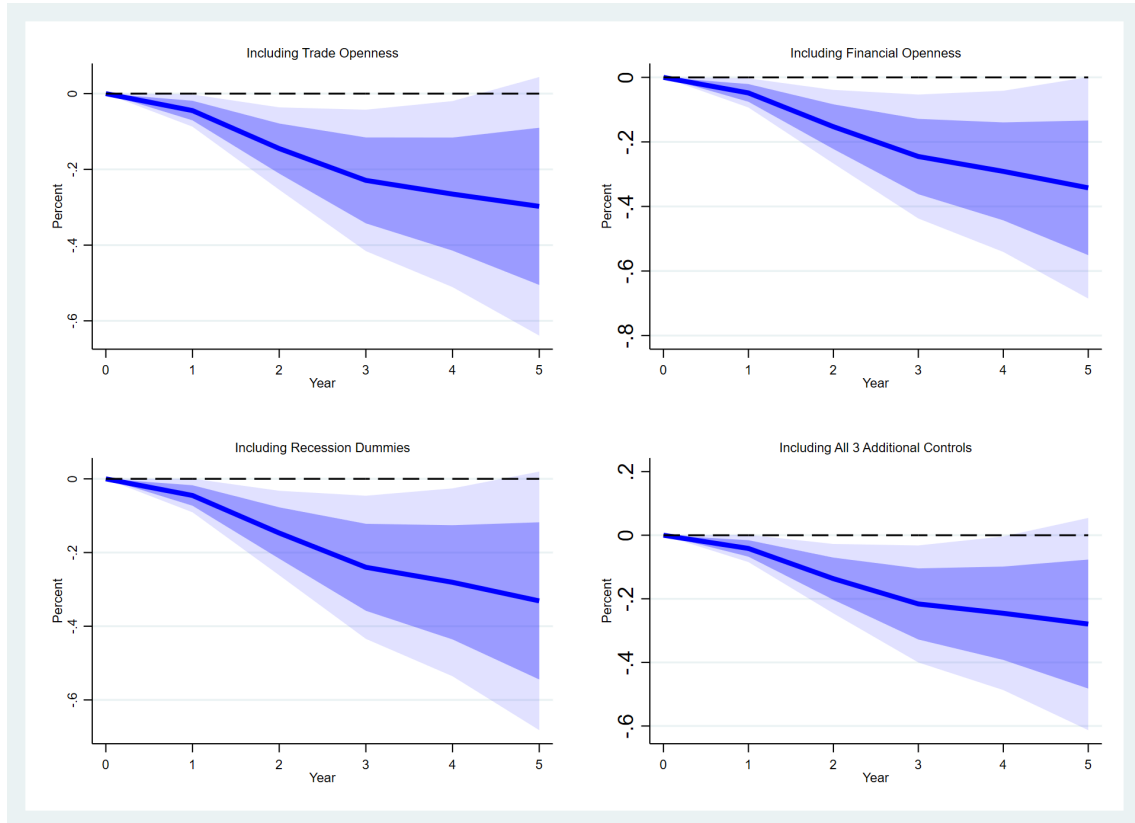 Including Trade Openness
0
-.2
-.4
-.6
Percent
0 1 2 3 4 5
Year
Including Financial Openness
0
-.2
-.4
-.6
-.8
Percent
0 1 2 3 4 5
Year
Including Recession Dummies
0
-.2
-.4
-.6
Percent
0 1 2 3 4 5
Year
Including All 3 Additional Controls
.2
0
-.2
-.4
-.6
Percent
0 1 2 3 4 5
Year